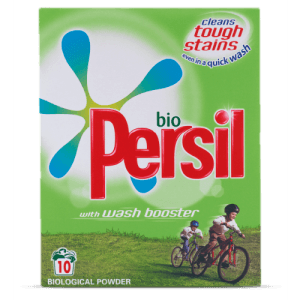 cleans
tough
stains
even in a quick wash
bio
Persil
with wash booster
10
BIOLOGICAL POWDER